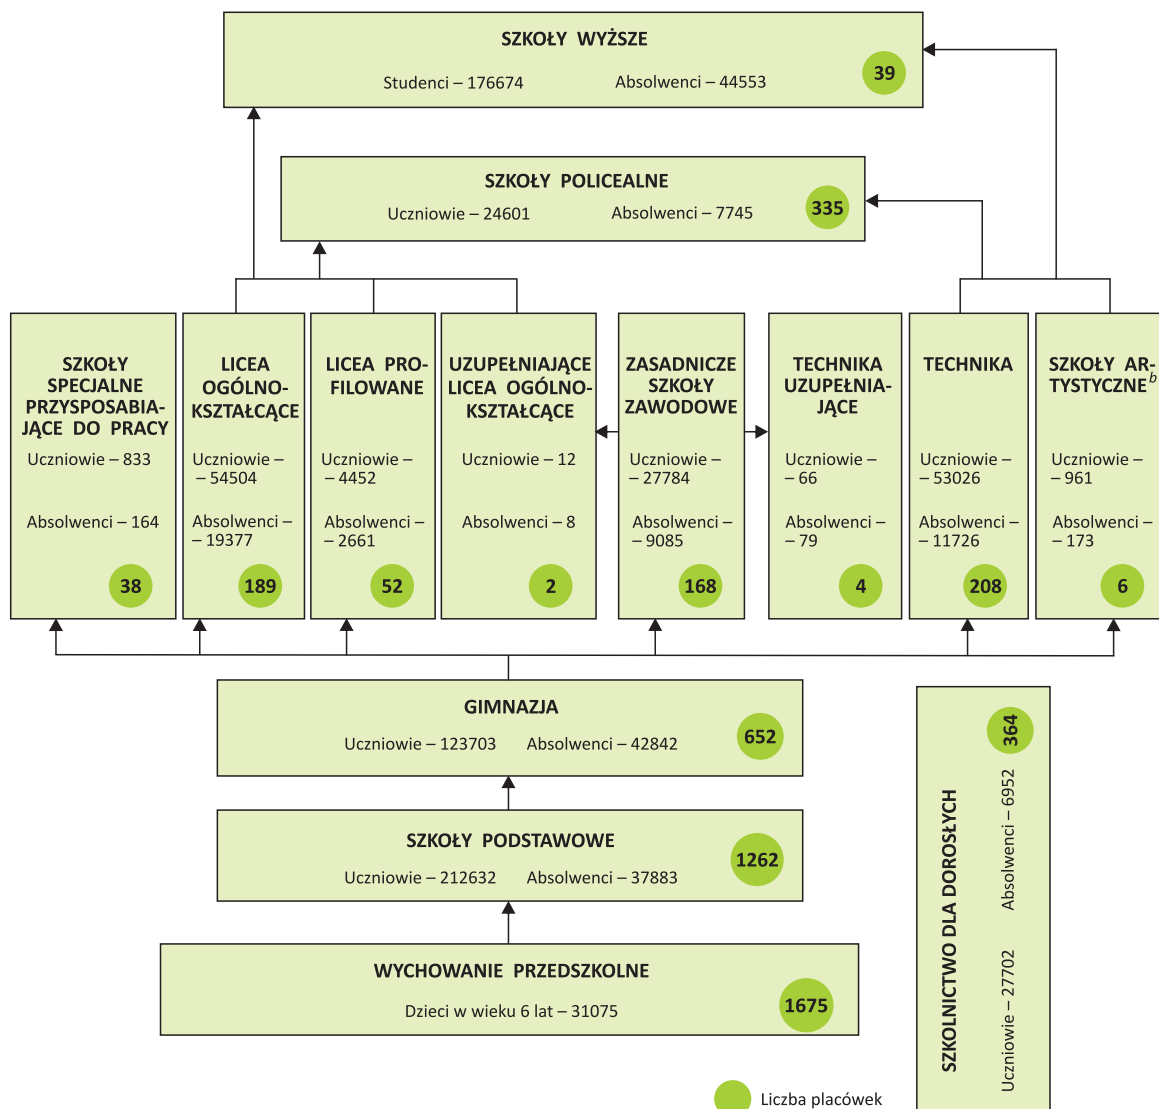 SZKOŁY WYŻSZE
Studenci – 176674 Absolwenci – 44553
39
SZKOŁY POLICEALNE
Uczniowie – 24601 Absolwenci – 7745
335
SZKOŁY
SPECJALNE
PRZYSPOSABIA-
JĄCE DO PRACY
Uczniowie – 833
Absolwenci – 164
38
LICEA
OGÓLNO-
KSZTAŁCĄCE
Uczniowie –
– 54504
Absolwenci –
– 19377
189
LICEA PRO-
FILOWANE
Uczniowie –
– 4452
Absolwenci –
– 2661
52
UZUPEŁNIAJĄCE
LICEA OGÓLNO-
KSZTAŁCĄCE
Uczniowie – 12
Absolwenci – 8
2
ZASADNICZE
SZKOŁY
ZAWODOWE
Uczniowie –
– 27784
Absolwenci –
– 9085
168
TECHNIKA
UZUPEŁNIA-
JĄCE
Uczniowie –
– 66
Absolwenci –
– 79
4
TECHNIKA
Uczniowie –
– 53026
Absolwenci –
– 11726
208
SZKOŁY AR-
TYSTYCZNE b
Uczniowie –
– 961
Absolwenci –
– 173
6
GIMNAZJA
Uczniowie – 123703 Absolwenci – 42842
652
SZKOŁY PODSTAWOWE
Uczniowie – 212632 Absolwenci – 37883
1262
WYCHOWANIE PRZEDSZKOLNE
Dzieci w wieku 6 lat – 31075
1675
SZKOLNICTWO DLA DOROSŁYCH
Uczniowie – 27702 Absolwenci – 6952
364
Liczba placówek